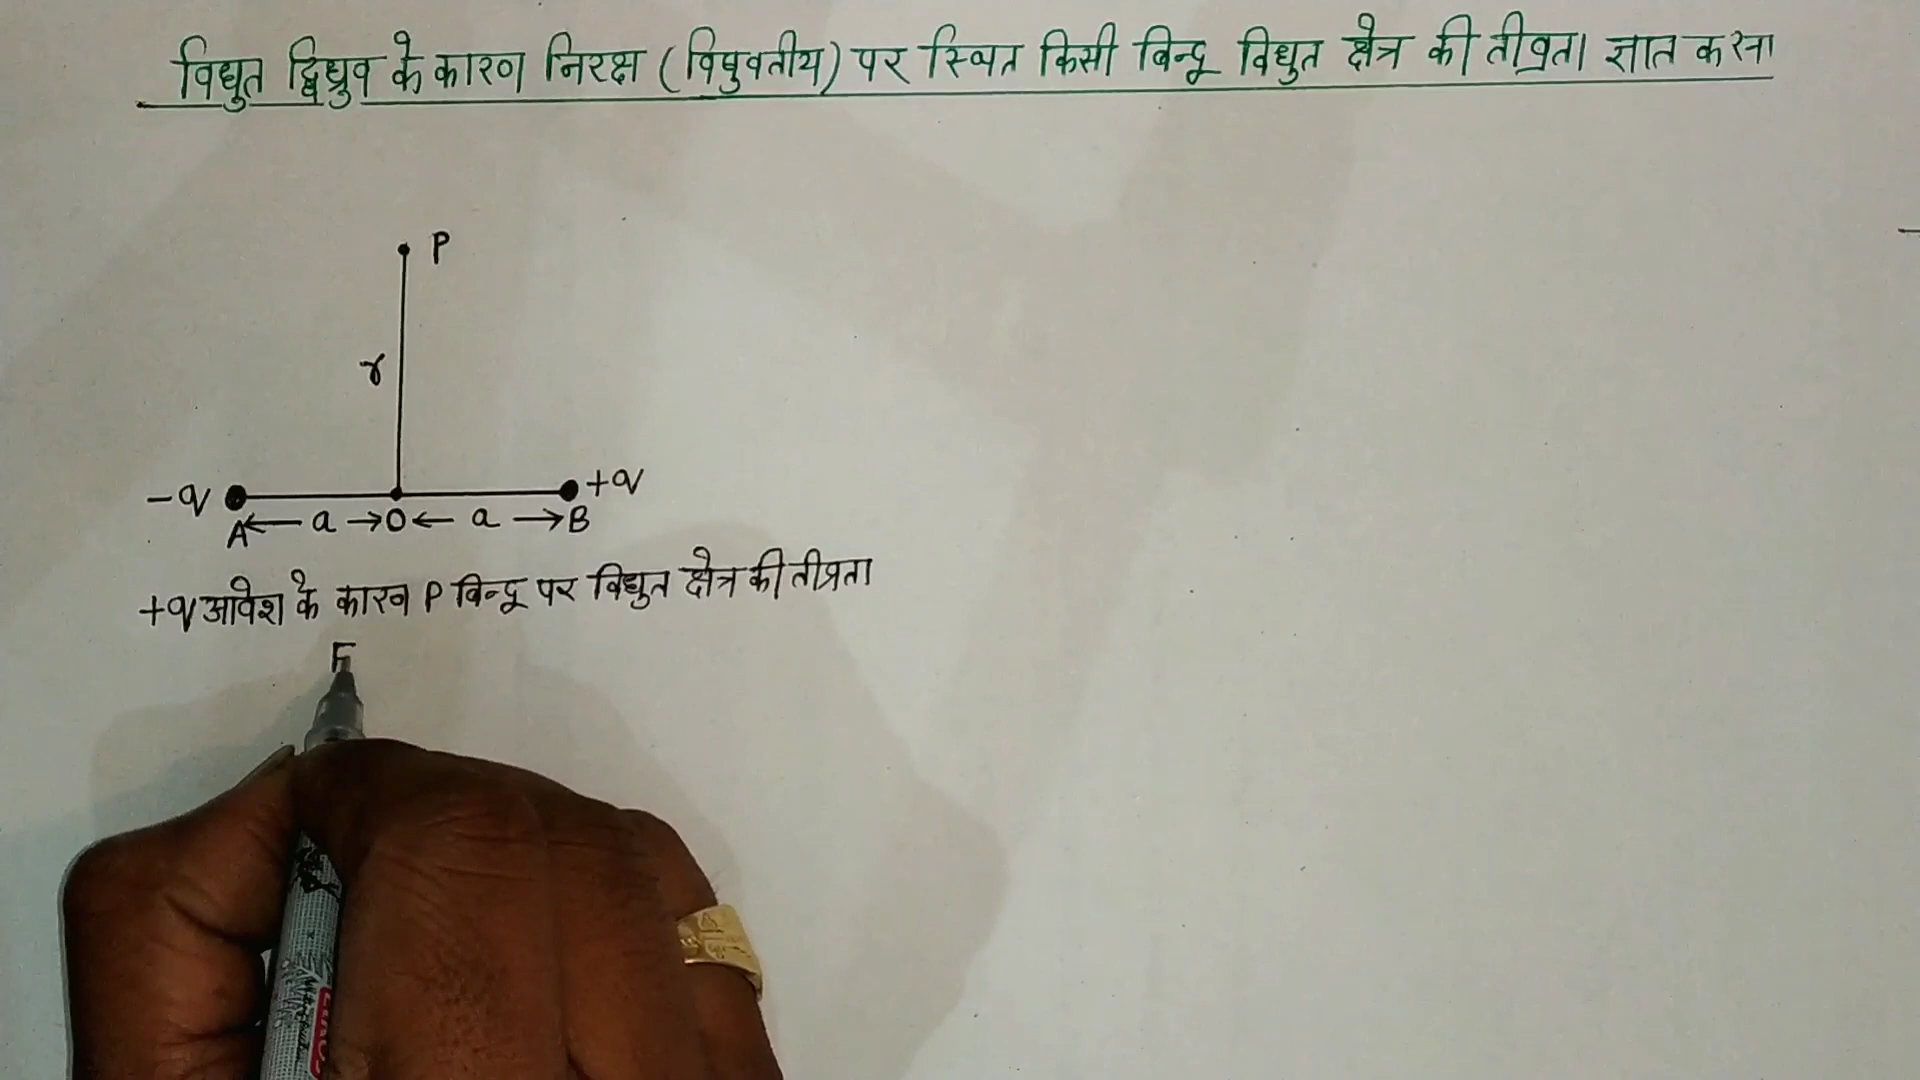 विधुत द्विध्रुव के कारण निरक्ष (विषुवतीय) पर स्थित किसी बिन्दू विधुत क्षेत्र की तीव्रता ज्ञात करना
P
r
-q +q
A a O a B
+q आवेश के कारण P बिन्दू पर विधुत क्षेत्र की तीव्रता
E